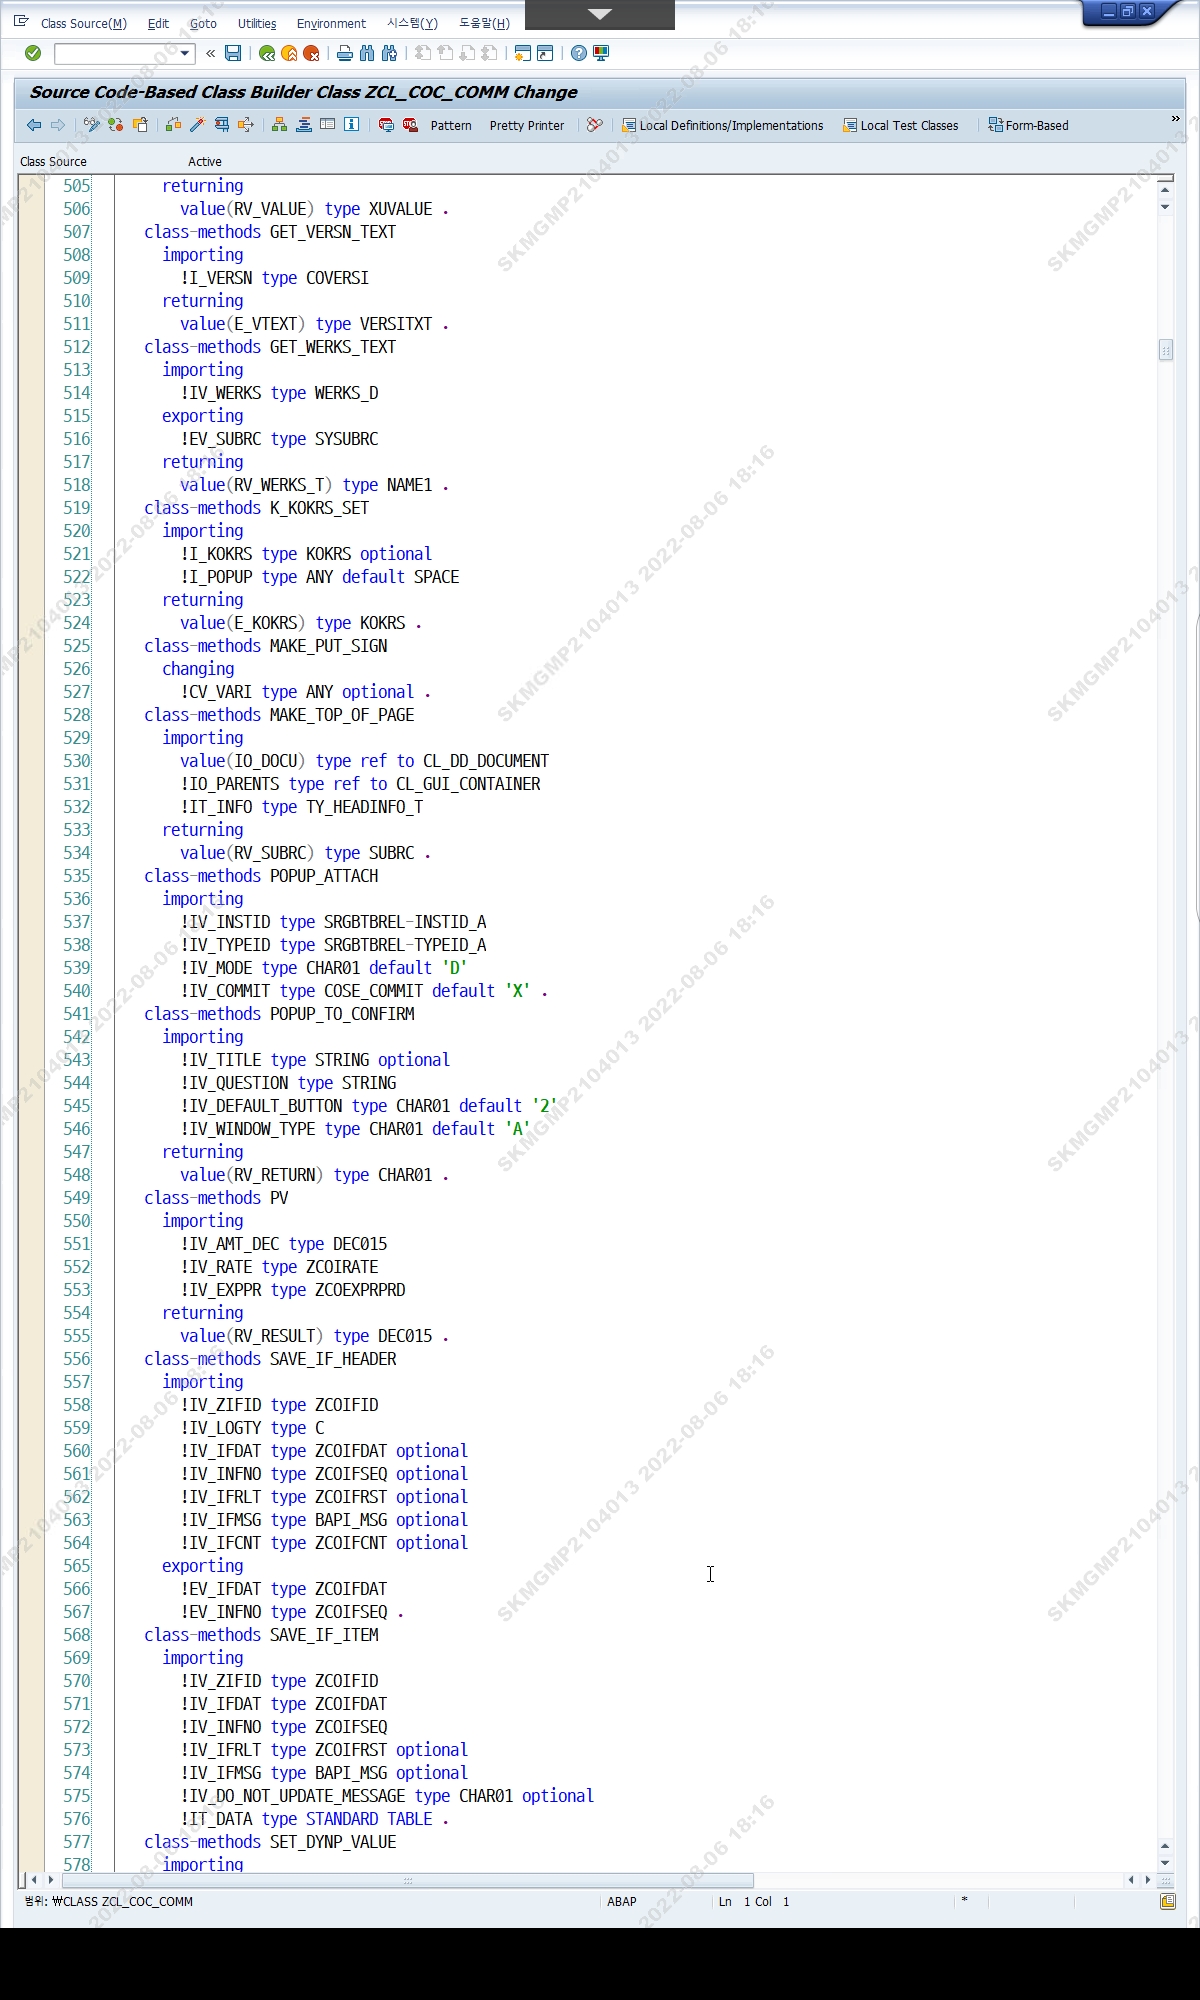 Class Source(M) Edit Goto Utilities Environment 시스템(Y) 도움말(H)
Source Code-Based Class Builder Class ZCL_COC_COMM Change
Pattern Pretty Printer Local Definitions/Implementations Local Test Classes Form-Based
Class Source Active
505 returning
506 value(RV_VALUE) type XUVALUE .
507 class-methods GET_VERSN_TEXT
508 importing
509 !I_VERSN type COVERSI
510 returning
511 value(E_VTEXT) type VERSITXT .
512 class-methods GET_WERKS_TEXT
513 importing
514 !IV_WERKS type WERKS_D
515 exporting
516 !EV_SUBRC type SYSUBRC
517 returning
518 value(RV_WERKS_T) type NAME1 .
519 class-methods K_KOKRS_SET
520 importing
521 !I_KOKRS type KOKRS optional
522 !I_POPUP type ANY default SPACE
523 returning
524 value(E_KOKRS) type KOKRS .
525 class-methods MAKE_PUT_SIGN
526 changing
527 !CV_VARI type ANY optional .
528 class-methods MAKE_TOP_OF_PAGE
529 importing
530 value(IO_DOCU) type ref to CL_DD_DOCUMENT
531 !IO_PARENTS type ref to CL_GUI_CONTAINER
532 !IT_INFO type TY_HEADINFO_T
533 returning
534 value(RV_SUBRC) type SUBRC .
535 class-methods POPUP_ATTACH
536 importing
537 !IV_INSTID type SRGBTBREL-INSTID_A
538 !IV_TYPEID type SRGBTBREL-TYPEID_A
539 !IV_MODE type CHAR01 default 'D'
540 !IV_COMMIT type COSE_COMMIT default 'X' .
541 class-methods POPUP_TO_CONFIRM
542 importing
543 !IV_TITLE type STRING optional
544 !IV_QUESTION type STRING
545 !IV_DEFAULT_BUTTON type CHAR01 default '2'
546 !IV_WINDOW_TYPE type CHAR01 default 'A'
547 returning
548 value(RV_RETURN) type CHAR01 .
549 class-methods PV
550 importing
551 !IV_AMT_DEC type DEC015
552 !IV_RATE type ZCOIRATE
553 !IV_EXPPR type ZCOEXPRPRD
554 returning
555 value(RV_RESULT) type DEC015 .
556 class-methods SAVE_IF_HEADER
557 importing
558 !IV_ZIFID type ZCOIFID
559 !IV_LOGTY type C
560 !IV_IFDAT type ZCOIFDAT optional
561 !IV_INFNO type ZCOIFSEQ optional
562 !IV_IFRLT type ZCOIFRST optional
563 !IV_IFMSG type BAPI_MSG optional
564 !IV_IFCNT type ZCOIFCNT optional
565 exporting
566 !EV_IFDAT type ZCOIFDAT
567 !EV_INFNO type ZCOIFSEQ .
568 class-methods SAVE_IF_ITEM
569 importing
570 !IV_ZIFID type ZCOIFID
571 !IV_IFDAT type ZCOIFDAT
572 !IV_INFNO type ZCOIFSEQ
573 !IV_IFRLT type ZCOIFRST optional
574 !IV_IFMSG type BAPI_MSG optional
575 !IV_DO_NOT_UPDATE_MESSAGE type CHAR01 optional
576 !IT_DATA type STANDARD TABLE .
577 class-methods SET_DYNP_VALUE
578 importing
범위: ₩CLASS ZCL_COC_COMM ABAP Ln 1 Col 1 *
SKMGMP2104013 2022-08-06 18:16
SKMGMP2104013 2022-08-06 18:16
SKMGMP2104013 2022-08-06 18:16